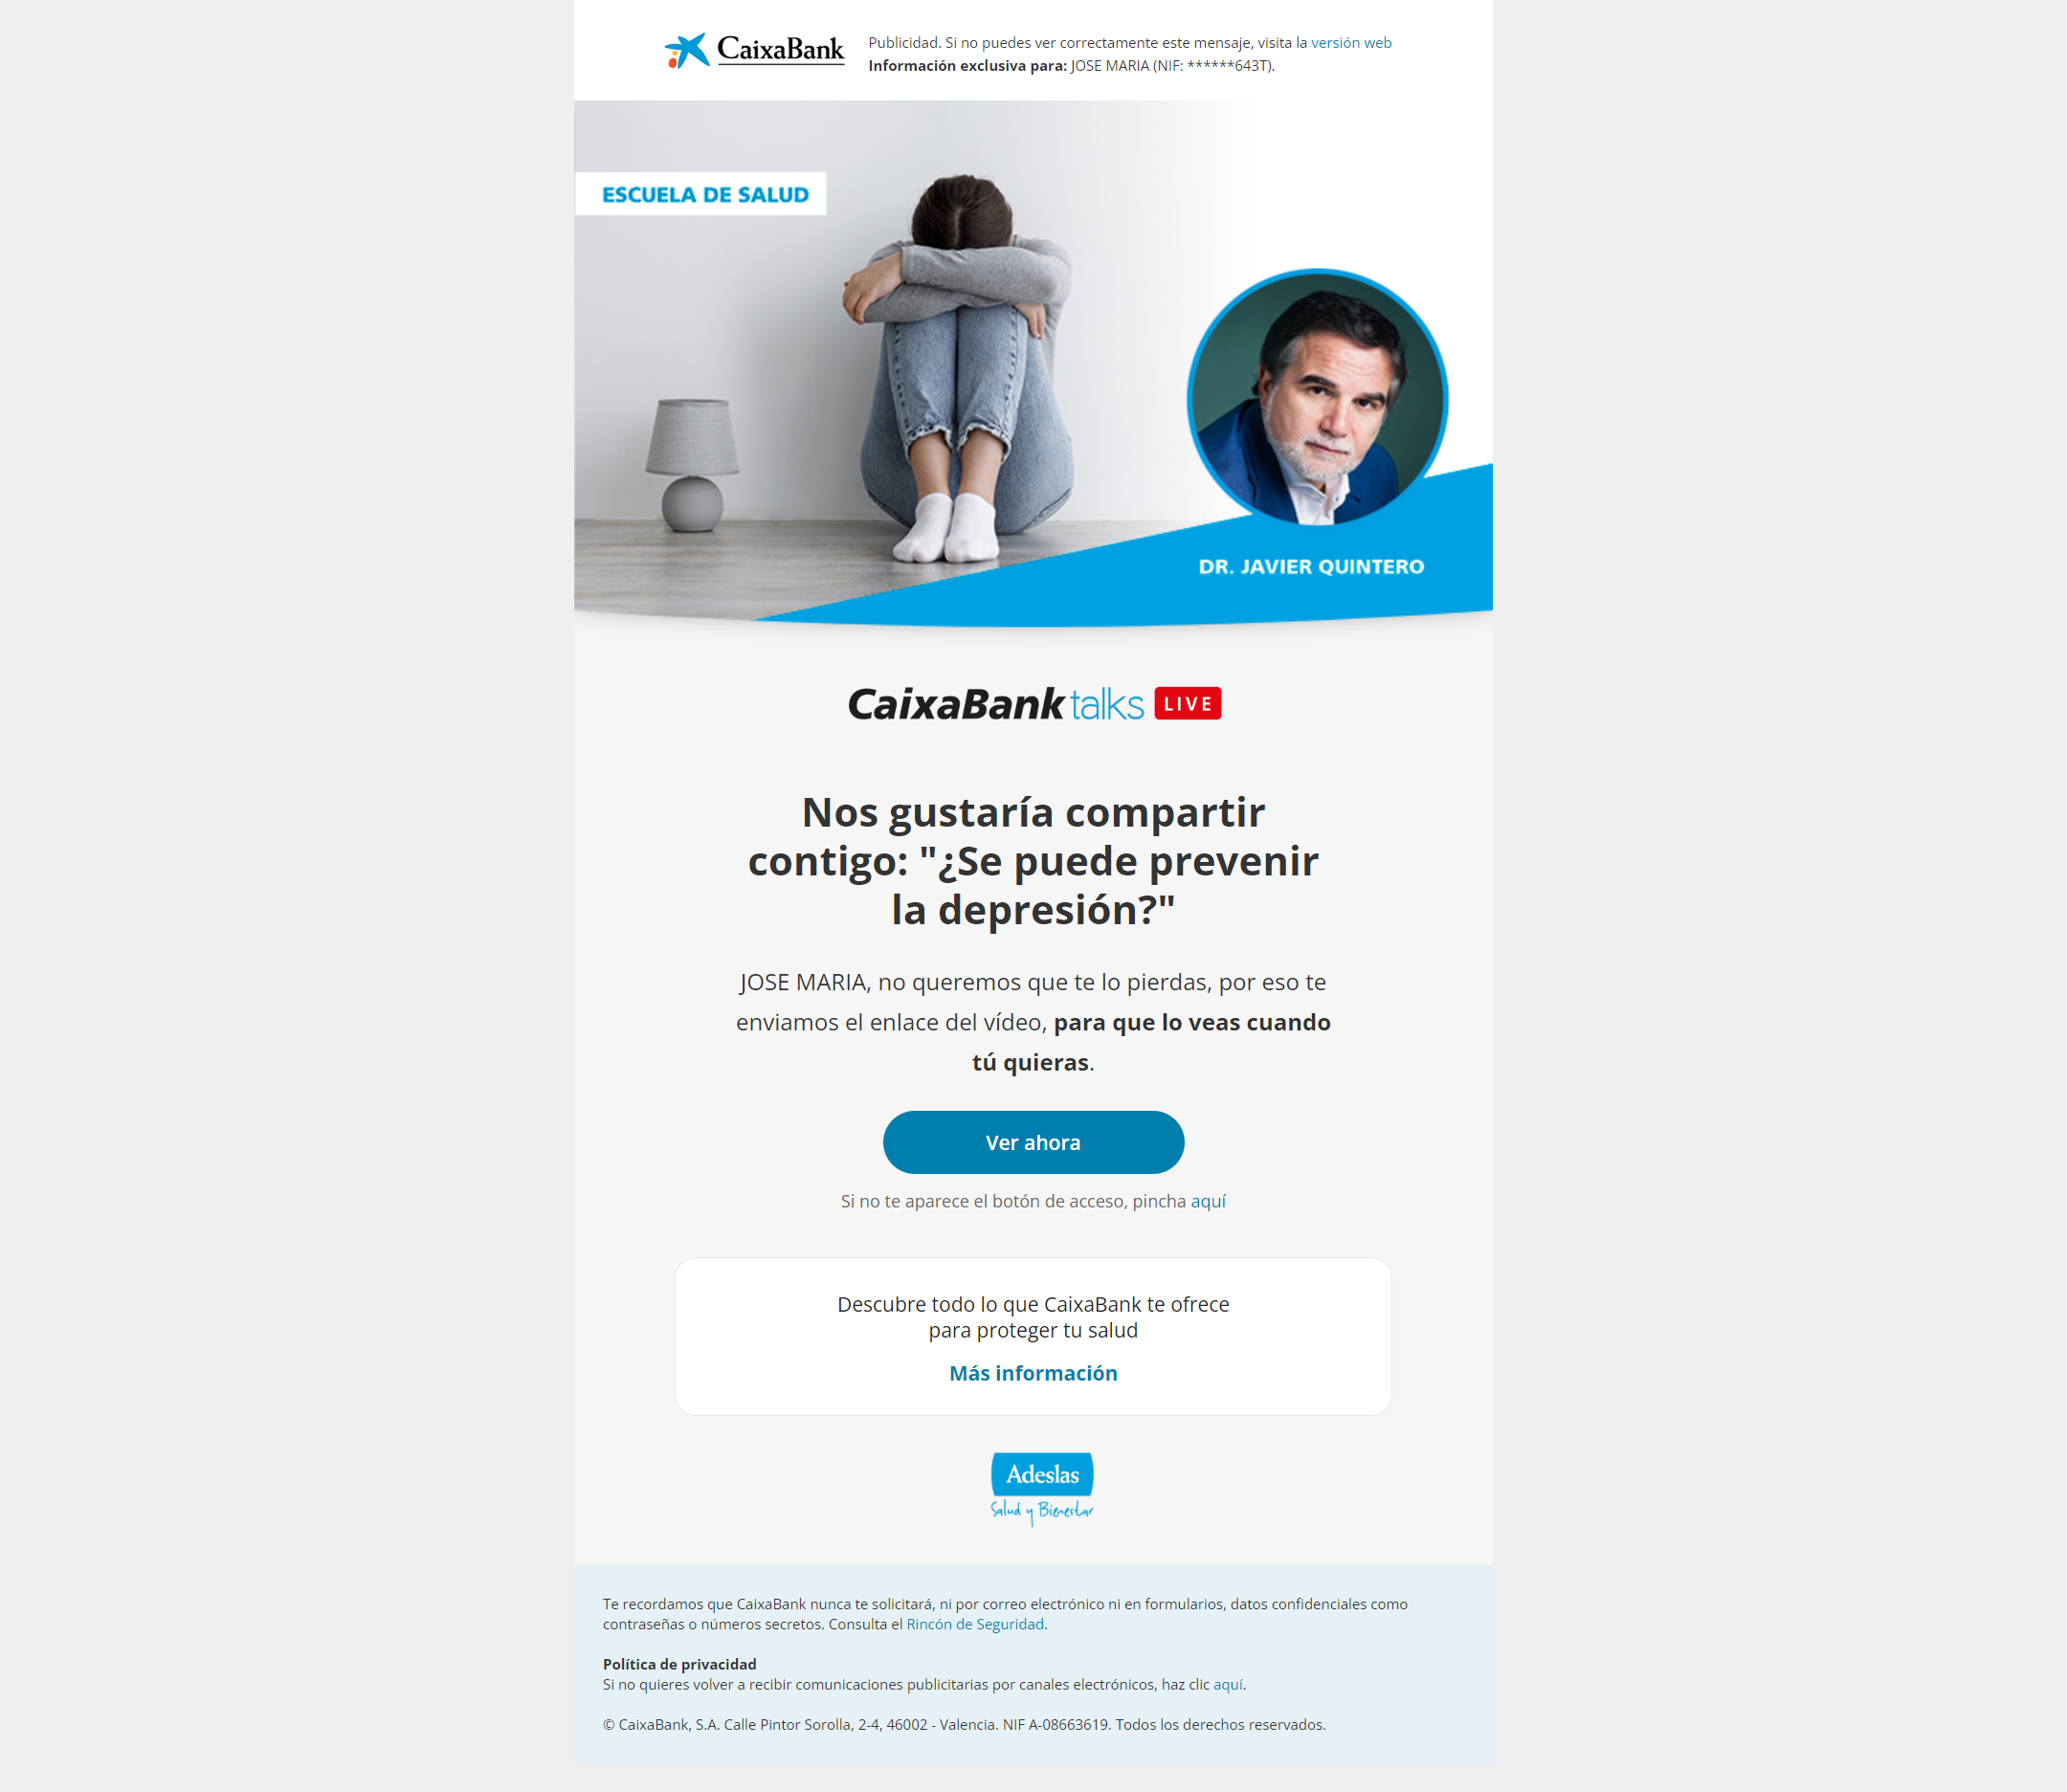 CaixaBank
Publicidad. Si no puedes ver correctamente este mensaje, visita la versión web
Información exclusiva para: JOSE MARIA (NIF: ******643T).
ESCUELA DE SALUD
DR. JAVIER QUINTERO
CaixaBank talks LIVE
Nos gustaría compartir
contigo: "¿Se puede prevenir
la depresión?"
JOSE MARIA, no queremos que te lo pierdas, por eso te
enviamos el enlace del vídeo, para que lo veas cuando
tú quieras.
Ver ahora
Si no te aparece el botón de acceso, pincha aquí
Descubre todo lo que CaixaBank te ofrece
para proteger tu salud
Más información
Adeslas
Salud y Bienestar
Te recordamos que CaixaBank nunca te solicitará, ni por correo electrónico ni en formularios, datos confidenciales como
contraseñas o números secretos. Consulta el Rincón de Seguridad.
Política de privacidad
Si no quieres volver a recibir comunicaciones publicitarias por canales electrónicos, haz clic aquí.
© CaixaBank, S.A. Calle Pintor Sorolla, 2-4, 46002 - Valencia. NIF A-08663619. Todos los derechos reservados.